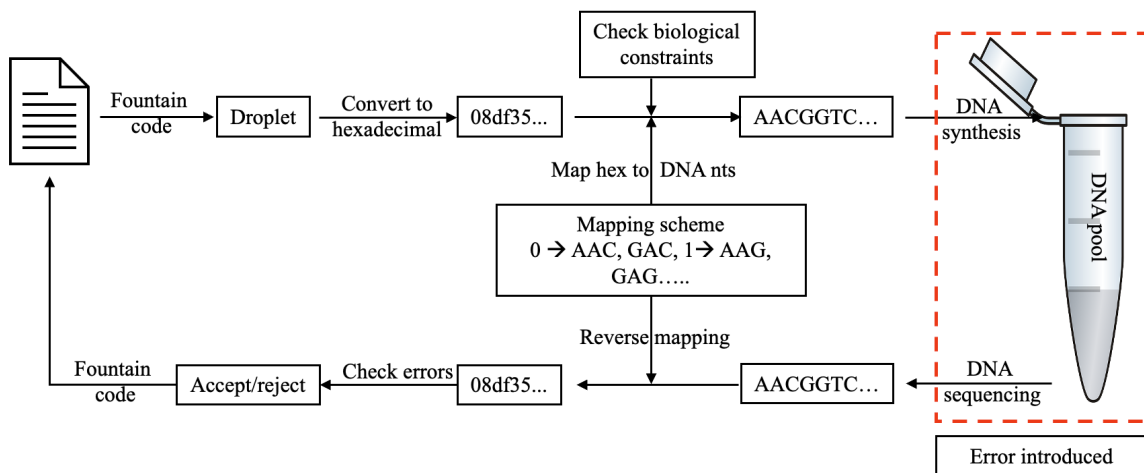 Check biological
constraints
Fountain
code
Droplet
Convert to
hexadecimal
08df35...
AACGGTC…
DNA
synthesis
Map hex to DNA nts
Mapping scheme
0 → AAC, GAC, 1→ AAG,
GAG…..
DNA pool
Reverse mapping
Fountain
code
Accept/reject
Check errors
08df35...
AACGGTC…
DNA
sequencing
Error introduced